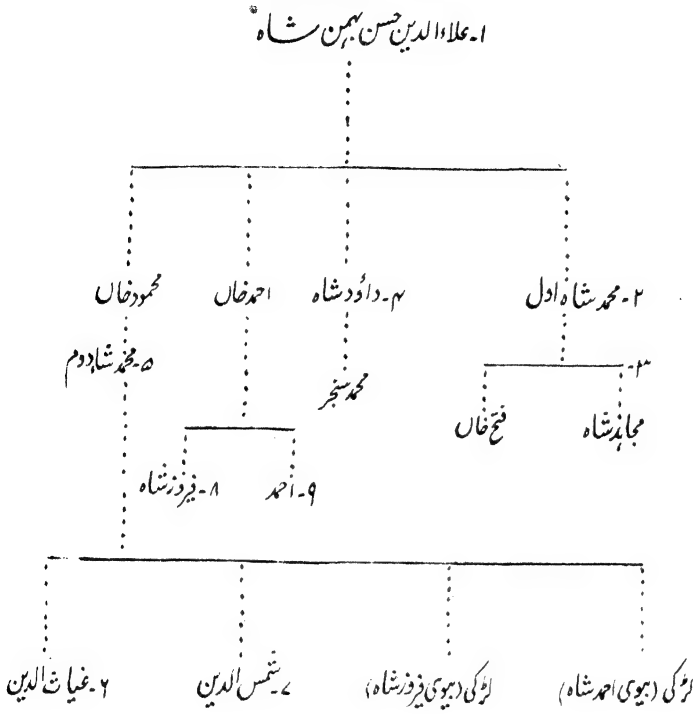 ۱۔ علاءالدین حسن بہمن شاہ*
۲۔ محمد شاہ اول
۴۔ داؤد شاہ
احمد خاں
محمود خاں
۳۔
۵۔ محمد شاہ دوم
محمد سنجر
مجاہد شاہ
فتح خاں
۹۔ احمد
۸۔ فیروز شاہ
لڑکی (بیوی احمد شاہ)
لڑکی (بیوی فیروز شاہ)
۷۔ شمس الدین
۶۔ غیاث الدین